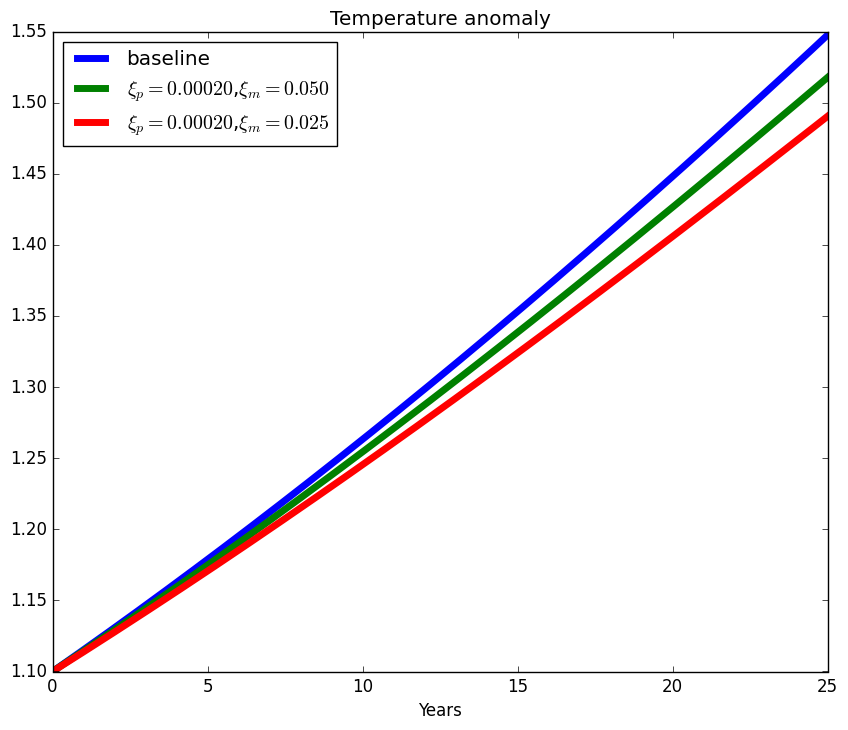 Temperature anomaly
1.55
1.50
1.45
1.40
1.35
1.30
1.25
1.20
1.15
1.10
baseline
ξp = 0.00020,ξm = 0.050
ξp = 0.00020,ξm = 0.025
0 5 10 15 20 25
Years